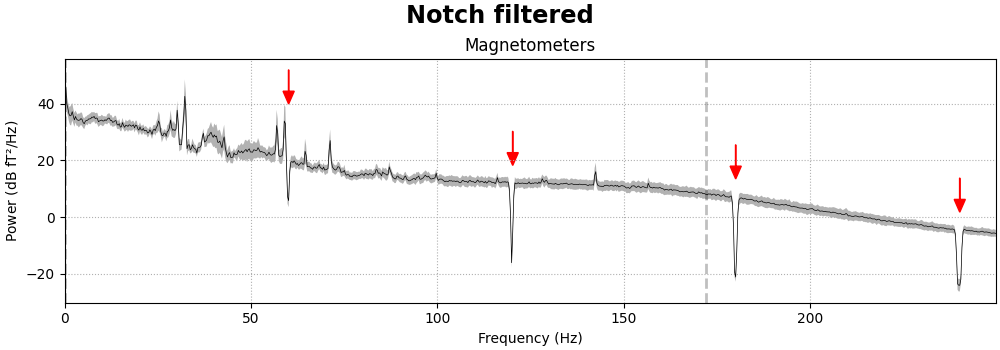 Notch filtered
Magnetometers
Power (dB fT²/Hz)
40
20
0
−20
0 50 100 150 200
Frequency (Hz)